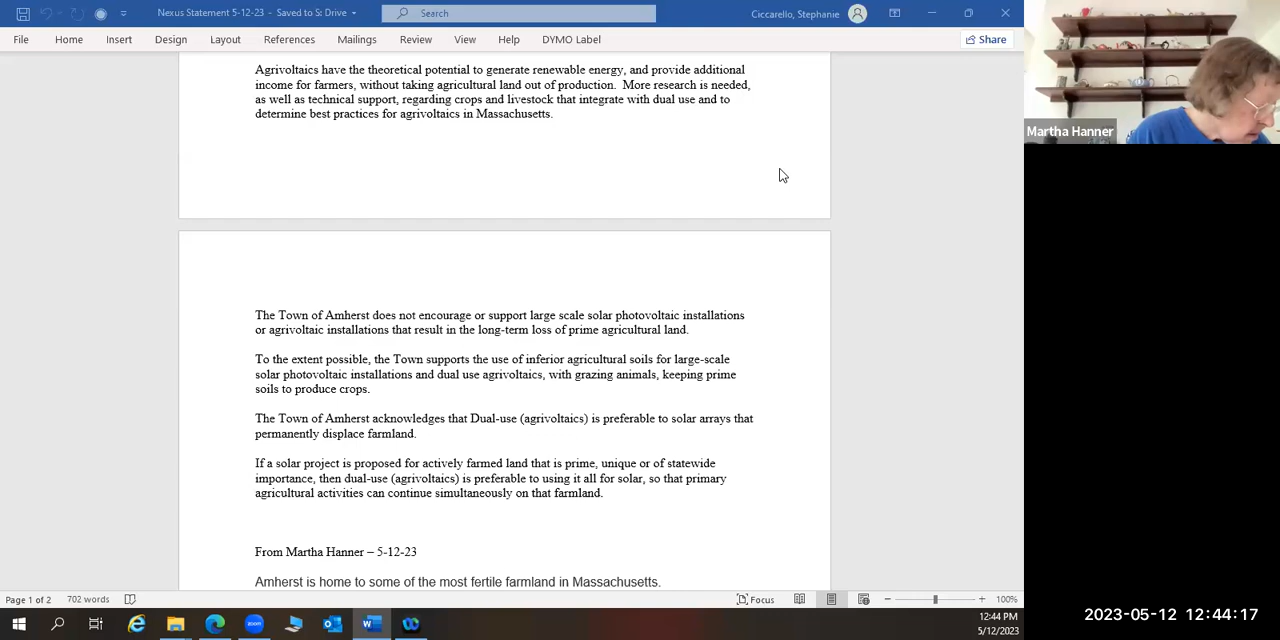 Nexus Statement 5-12-23 - Saved to S: Drive
Search
Ciccarello, Stephanie
File Home Insert Design Layout References Mailings Review View Help DYMO Label
Share
Agrivoltaics have the theoretical potential to generate renewable energy, and provide additional
income for farmers, without taking agricultural land out of production. More research is needed,
as well as technical support, regarding crops and livestock that integrate with dual use and to
determine best practices for agrivoltaics in Massachusetts.
Martha Hanner
The Town of Amherst does not encourage or support large scale solar photovoltaic installations
or agrivoltaic installations that result in the long-term loss of prime agricultural land.
To the extent possible, the Town supports the use of inferior agricultural soils for large-scale
solar photovoltaic installations and dual use agrivoltaics, with grazing animals, keeping prime
soils to produce crops.
The Town of Amherst acknowledges that Dual-use (agrivoltaics) is preferable to solar arrays that
permanently displace farmland.
If a solar project is proposed for actively farmed land that is prime, unique or of statewide
importance, then dual-use (agrivoltaics) is preferable to using it all for solar, so that primary
agricultural activities can continue simultaneously on that farmland.
From Martha Hanner – 5-12-23
Amherst is home to some of the most fertile farmland in Massachusetts.
Page 1 of 2 702 words
Focus
100%
zoom
12:44 PM
5/12/2023
2023-05-12 12:44:17